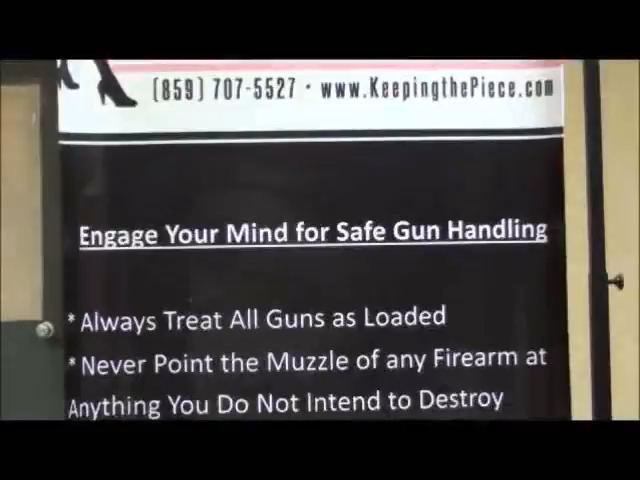 (859) 707-5527 · www.KeepingthePiece.com
Engage Your Mind for Safe Gun Handling
*Always Treat All Guns as Loaded
*Never Point the Muzzle of any Firearm at
Anything You Do Not Intend to Destroy